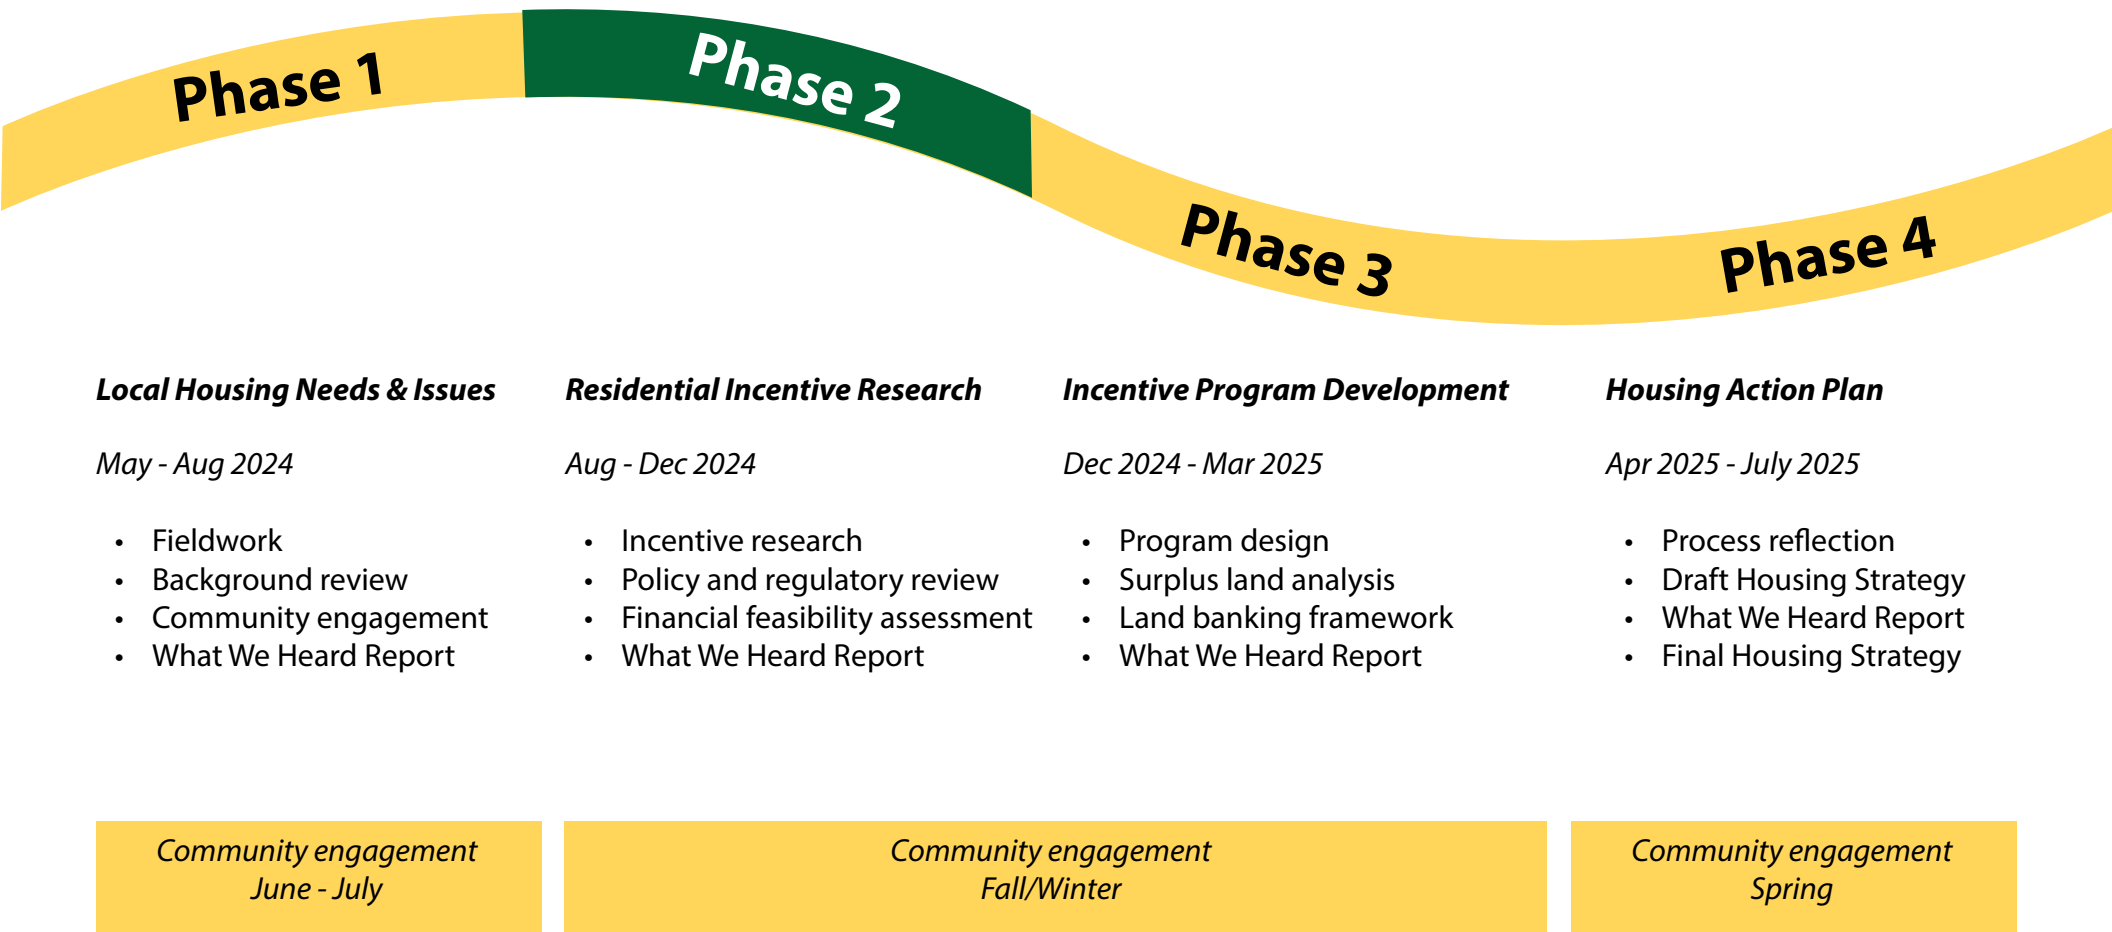 Phase 1
Phase 2
Phase 3
Phase 4
Local Housing Needs & Issues
May - Aug 2024
• Fieldwork
• Background review
• Community engagement
• What We Heard Report
Residential Incentive Research
Aug - Dec 2024
• Incentive research
• Policy and regulatory review
• Financial feasibility assessment
• What We Heard Report
Incentive Program Development
Dec 2024 - Mar 2025
• Program design
• Surplus land analysis
• Land banking framework
• What We Heard Report
Housing Action Plan
Apr 2025 - July 2025
• Process reflection
• Draft Housing Strategy
• What We Heard Report
• Final Housing Strategy
Community engagement
June - July
Community engagement
Fall/Winter
Community engagement
Spring